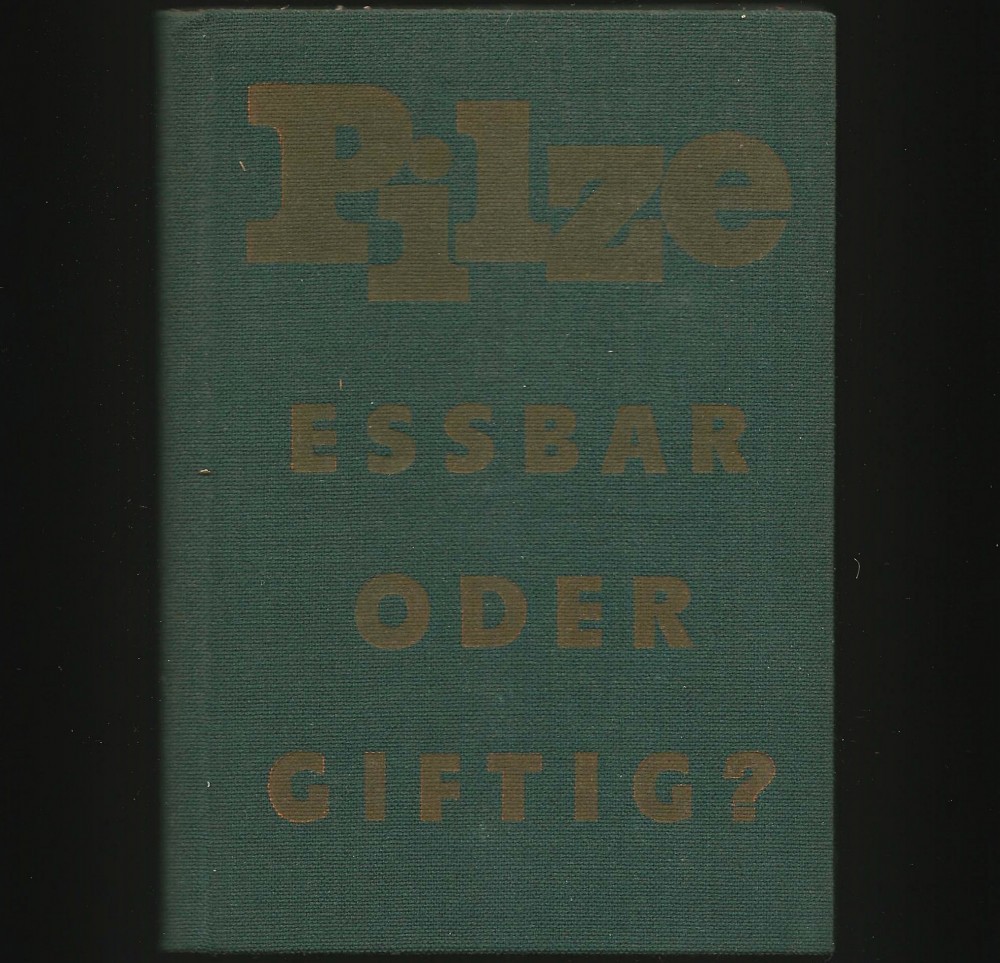 Pilze
ESSBAR
ODER
GIFTIG?